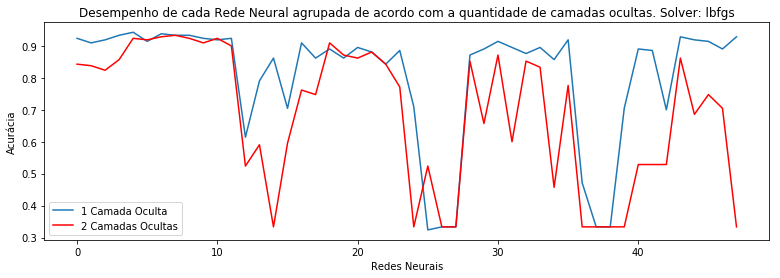 Desempenho de cada Rede Neural agrupada de acordo com a quantidade de camadas ocultas. Solver: lbfgs
0.9
0.8
0.7
0.6
0.5
0.4
0.3
Acurácia
1 Camada Oculta
2 Camadas Ocultas
0 10 20 30 40
Redes Neurais